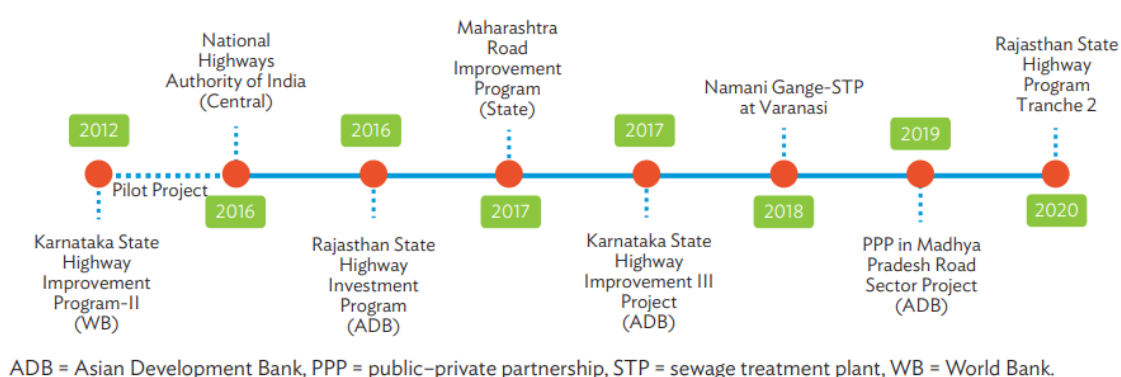 2012
Karnataka State
Highway
Improvement
Program-II
(WB)
Pilot Project
National
Highways
Authority of India
(Central)
2016
2016
Rajasthan State
Highway
Investment
Program
(ADB)
Maharashtra
Road
Improvement
Program
(State)
2017
2017
Karnataka State
Highway
Improvement III
Project
(ADB)
Namani Gange-STP
at Varanasi
2018
2019
PPP in Madhya
Pradesh Road
Sector Project
(ADB)
Rajasthan State
Highway
Program
Tranche 2
2020
ADB = Asian Development Bank, PPP = public–private partnership, STP = sewage treatment plant, WB = World Bank.